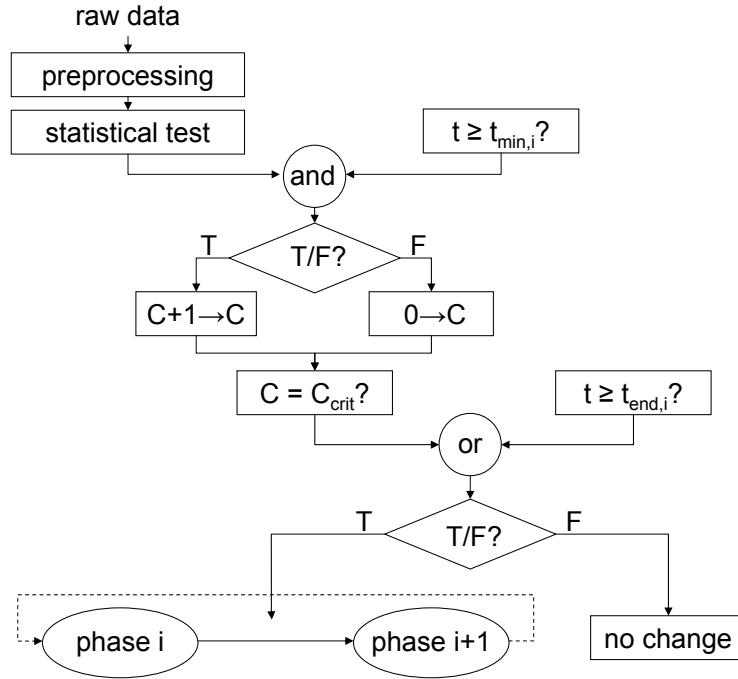 raw data
preprocessing
statistical test
t ≥ t_min,i?
and
T
T/F?
F
C+1→C
0→C
C = C_crit?
t ≥ t_end,i?
or
T
T/F?
F
phase i
phase i+1
no change